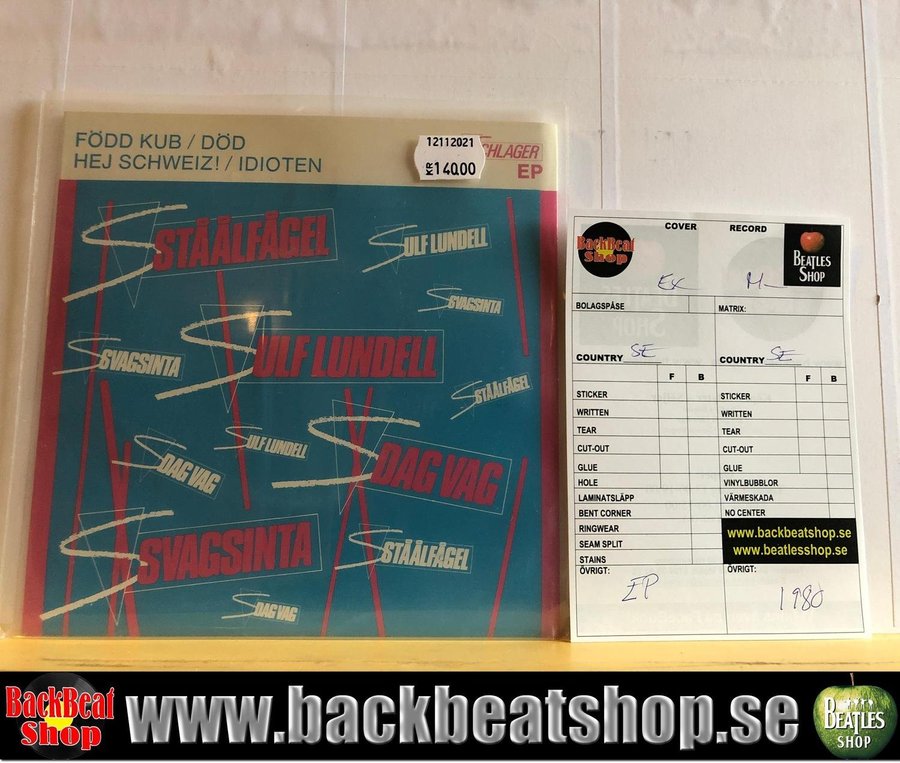 FÖDD KUB / DÖD
HEJ SCHWEIZ! / IDIOTEN
12112021
KR 140.00
SCHLAGER
EP
STÅÅLFÅGEL
ULF LUNDELL
SVAGSINTA
ULF LUNDELL
SVAGSINTA
STÅÅLFÅGEL
DAG VAG
ULF LUNDELL
DAG VAG
SVAGSINTA
STÅÅLFÅGEL
DAG VAG
COVER RECORD
BackBeat Shop
BEATLES SHOP
EX M-
BOLAGSPÅSE MATRIX:
COUNTRY SE COUNTRY SE
F B F B
STICKER STICKER
WRITTEN WRITTEN
TEAR TEAR
CUT-OUT CUT-OUT
GLUE GLUE
HOLE VINYLBUBBLOR
LAMINATSLÄPP VÄRMESKADA
BENT CORNER NO CENTER
RINGWEAR www.backbeatshop.se
SEAM SPLIT www.beatlesshop.se
STAINS
ÖVRIGT: ÖVRIGT:
EP 1980
BackBeat Shop
www.backbeatshop.se
BEATLES SHOP